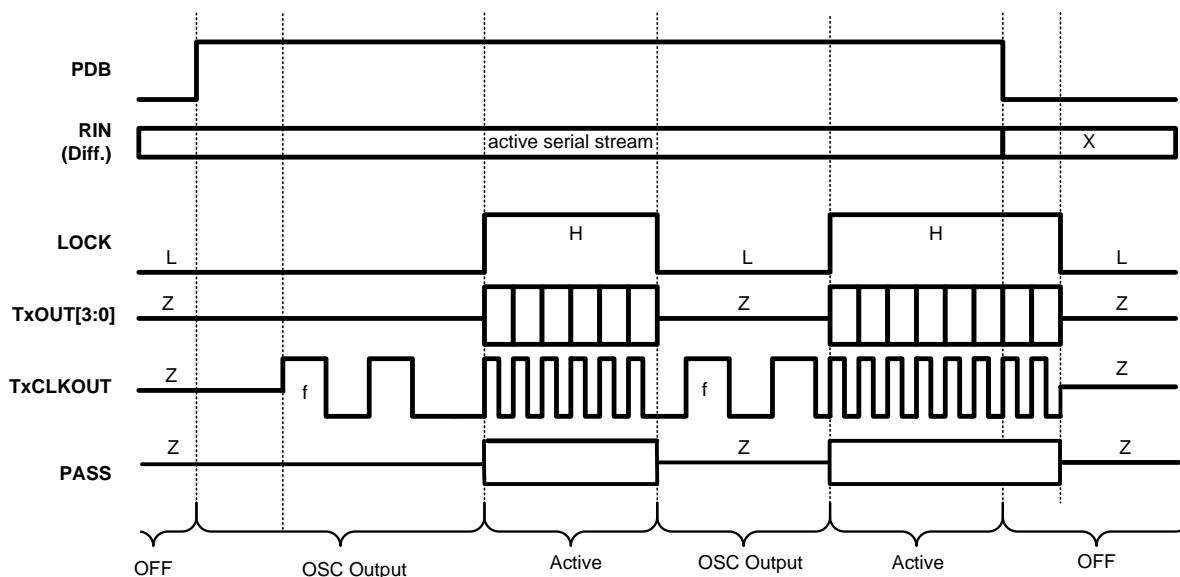 PDB
RIN
(Diff.)
active serial stream
X
LOCK
L
H
L
H
L
TxOUT[3:0]
Z
Z
Z
TxCLKOUT
Z
f
f
Z
PASS
Z
Z
Z
OFF
OSC Output
Active
OSC Output
Active
OFF